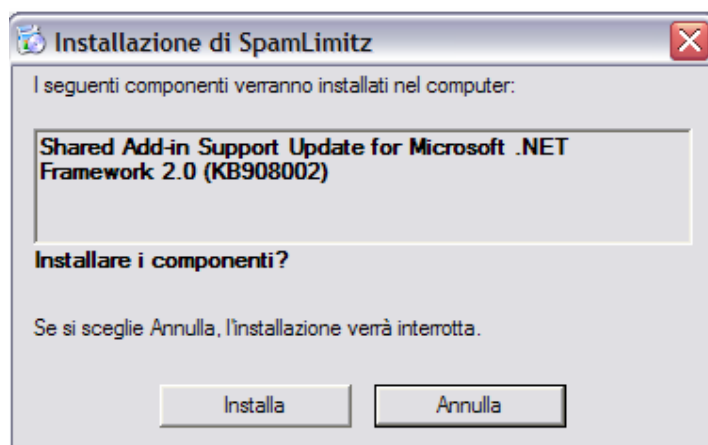 Installazione di SpamLimitz
I seguenti componenti verranno installati nel computer:
Shared Add-in Support Update for Microsoft .NET
Framework 2.0 (KB908002)
Installare i componenti?
Se si sceglie Annulla, l'installazione verrà interrotta.
Installa
Annulla